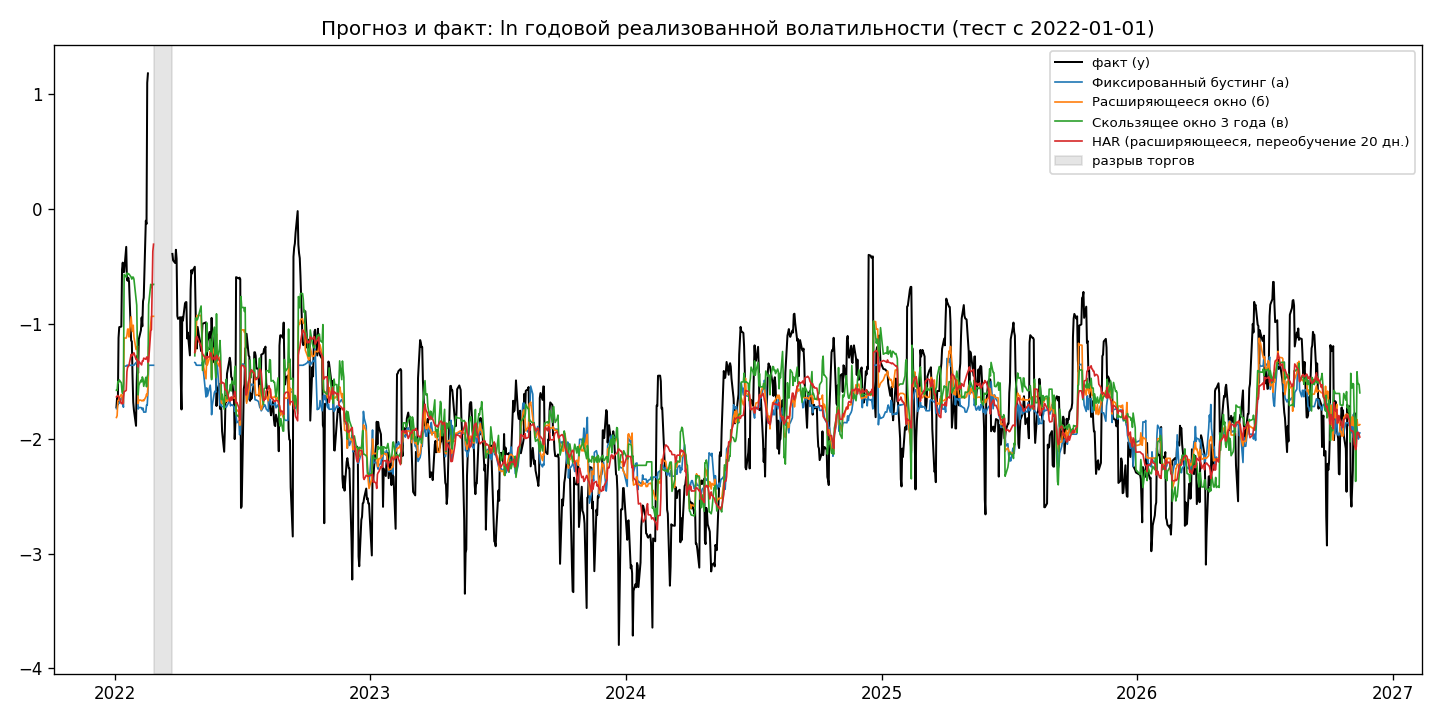 Прогноз и факт: ln годовой реализованной волатильности (тест с 2022-01-01)
факт (y)
Фиксированный бустинг (а)
Расширяющееся окно (б)
Скользящее окно 3 года (в)
HAR (расширяющееся, переобучение 20 дн.)
разрыв торгов
1
0
−1
−2
−3
−4
2022 2023 2024 2025 2026 2027